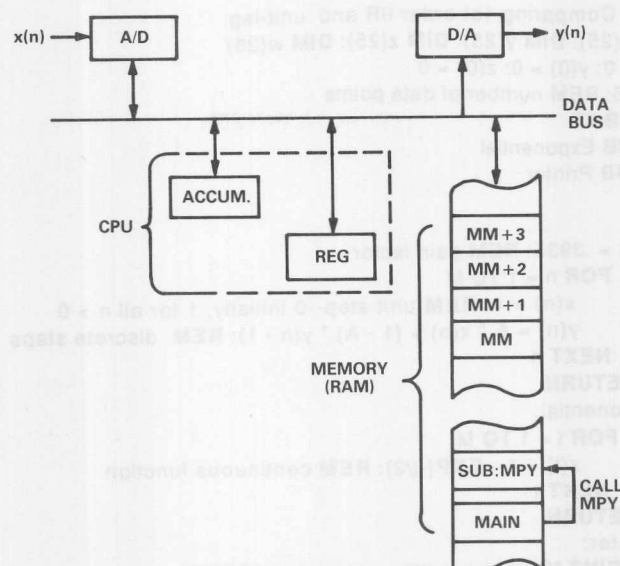 x(n)
A/D
D/A
y(n)
DATA
BUS
ACCUM.
CPU
REG
MM+3
MM+2
MM+1
MM
MEMORY
(RAM)
SUB:MPY
CALL
MPY
MAIN